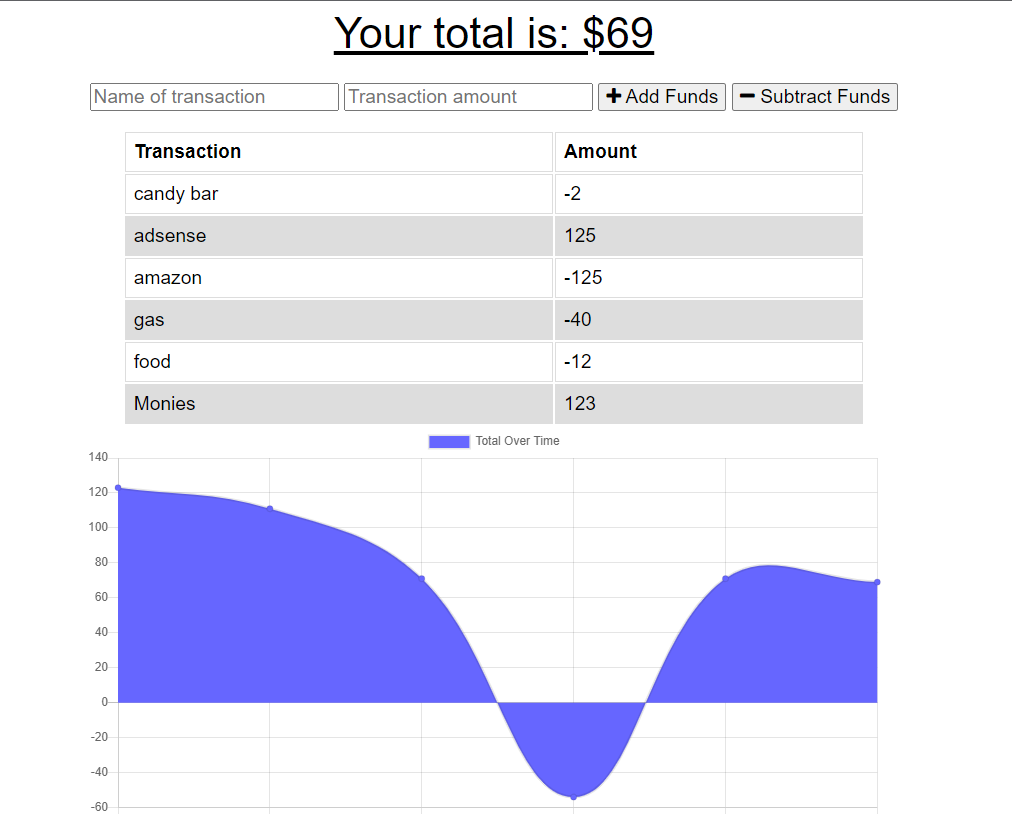 Your total is: $69
Name of transaction Transaction amount Add Funds Subtract Funds
Transaction Amount
candy bar -2
adsense 125
amazon -125
gas -40
food -12
Monies 123
Total Over Time
140
120
100
80
60
40
20
0
-20
-40
-60